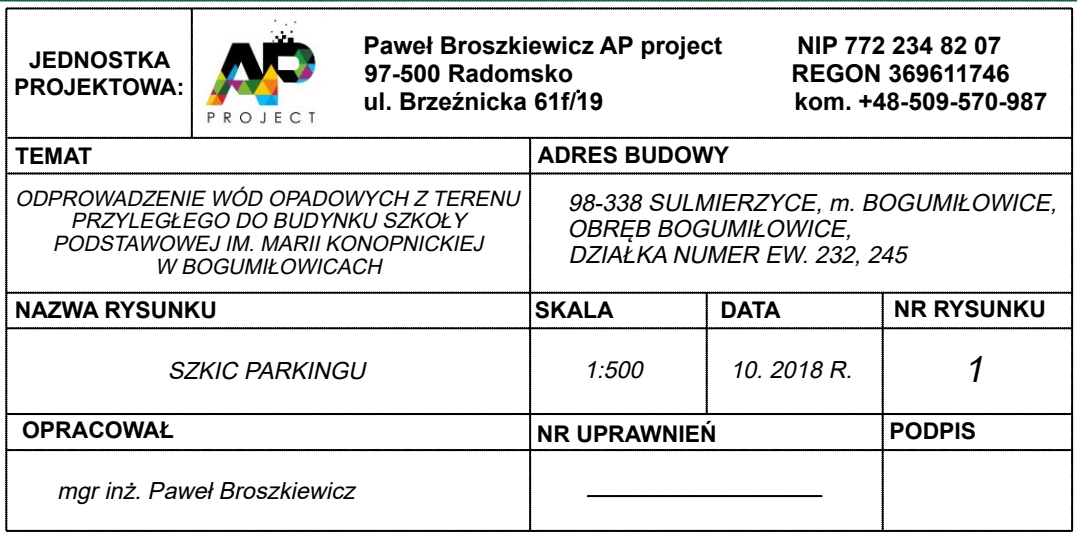 JEDNOSTKA
PROJEKTOWA:
AP
PROJECT
Paweł Broszkiewicz AP project
97-500 Radomsko
ul. Brzeźnicka 61f/19
NIP 772 234 82 07
REGON 369611746
kom. +48-509-570-987
TEMAT
ODPROWADZENIE WÓD OPADOWYCH Z TERENU
PRZYLEGŁEGO DO BUDYNKU SZKOŁY
PODSTAWOWEJ IM. MARII KONOPNICKIEJ
W BOGUMIŁOWICACH
ADRES BUDOWY
98-338 SULMIERZYCE, m. BOGUMIŁOWICE,
OBRĘB BOGUMIŁOWICE,
DZIAŁKA NUMER EW. 232, 245
NAZWA RYSUNKU
SZKIC PARKINGU
SKALA
1:500
DATA
10. 2018 R.
NR RYSUNKU
1
OPRACOWAŁ
mgr inż. Paweł Broszkiewicz
NR UPRAWNIEŃ
PODPIS